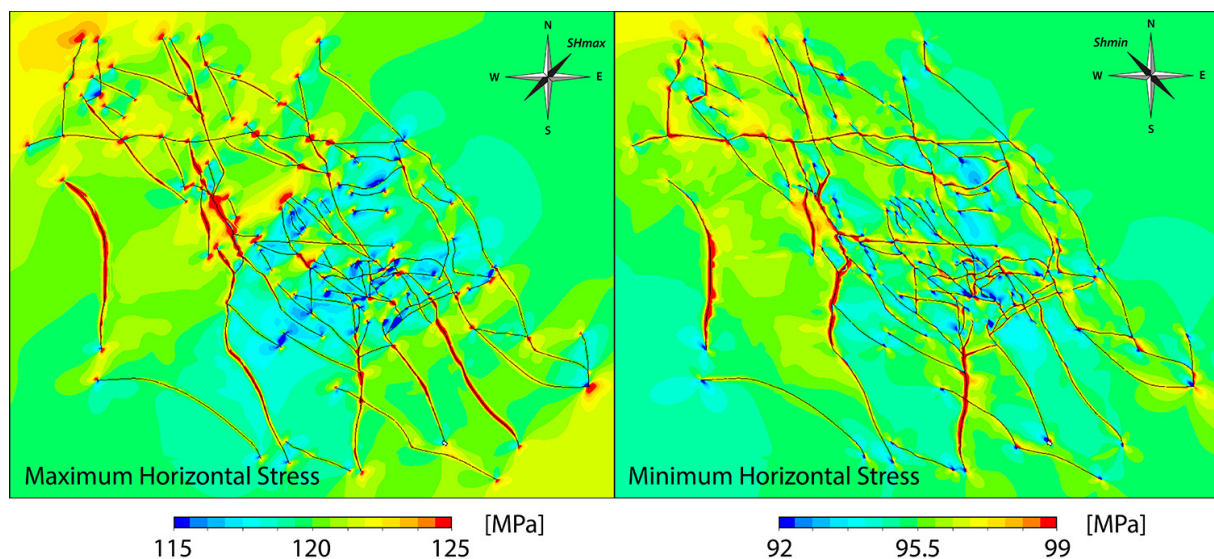 N
SHmax
W E
S
Maximum Horizontal Stress
N
Shmin
W E
S
Minimum Horizontal Stress
[MPa]
115 120 125
[MPa]
92 95.5 99